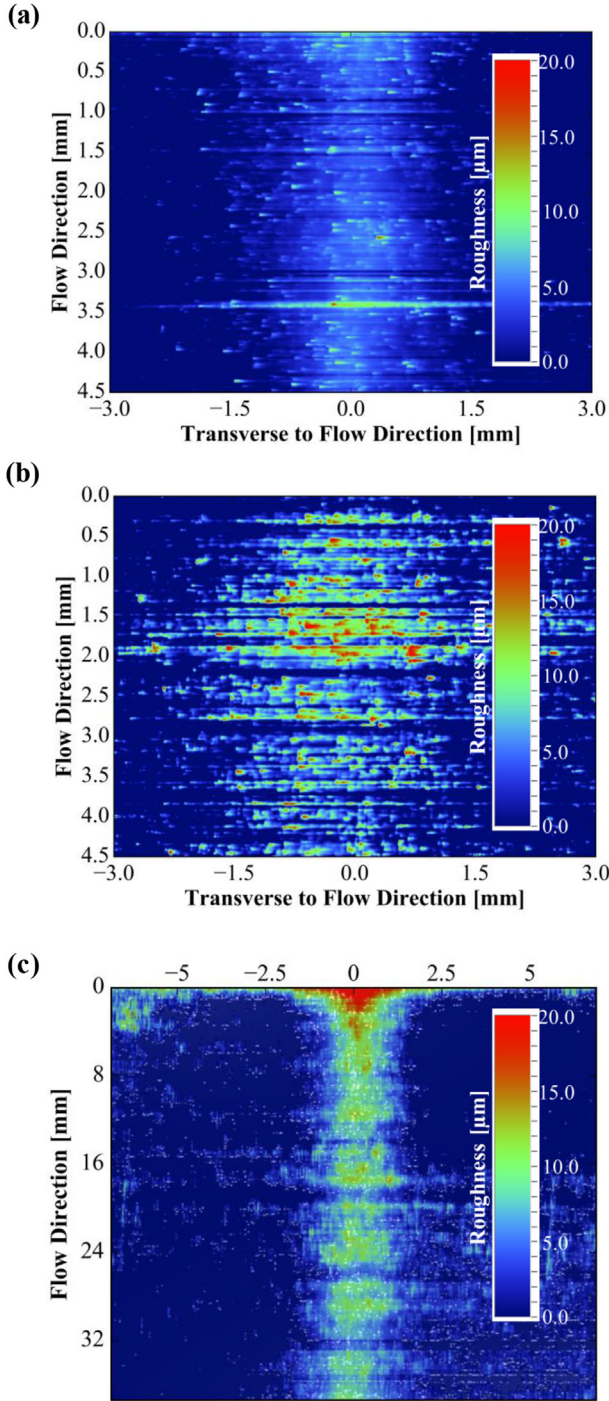 (a)
0.0
0.5
1.0
1.5
2.0
2.5
3.0
3.5
4.0
4.5
Flow Direction [mm]
−3.0 −1.5 0.0 1.5 3.0
Transverse to Flow Direction [mm]
Roughness [µm]
20.0
15.0
10.0
5.0
0.0
(b)
0.0
0.5
1.0
1.5
2.0
2.5
3.0
3.5
4.0
4.5
Flow Direction [mm]
−3.0 −1.5 0.0 1.5 3.0
Transverse to Flow Direction [mm]
Roughness [µm]
20.0
15.0
10.0
5.0
0.0
(c)
−5 −2.5 0 2.5 5
0
8
16
24
32
Flow Direction [mm]
Roughness [µm]
20.0
15.0
10.0
5.0
0.0